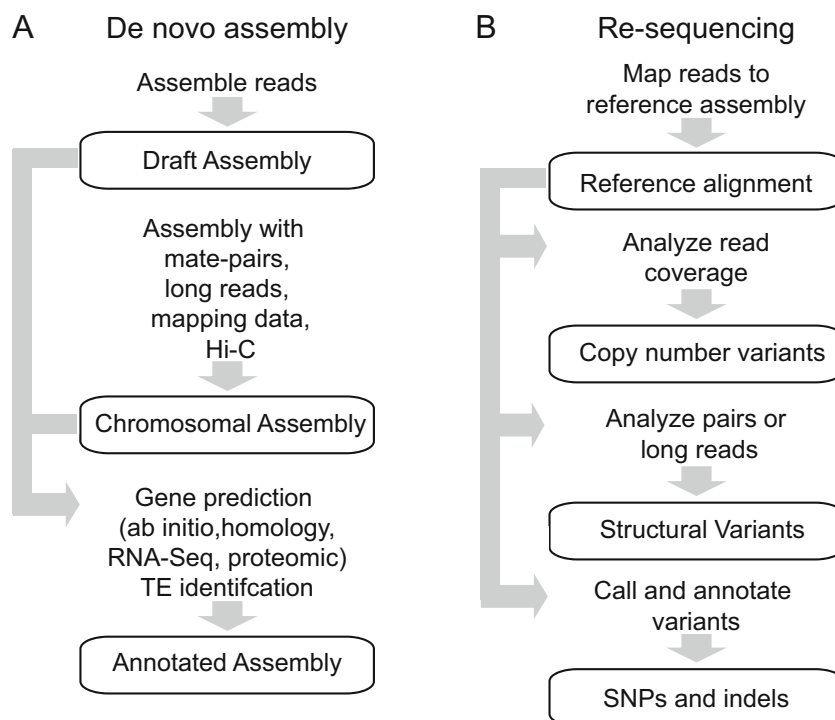 A De novo assembly
Assemble reads
Draft Assembly
Assembly with
mate-pairs,
long reads,
mapping data,
Hi-C
Chromosomal Assembly
Gene prediction
(ab initio,homology,
RNA-Seq, proteomic)
TE identifcation
Annotated Assembly
B Re-sequencing
Map reads to
reference assembly
Reference alignment
Analyze read
coverage
Copy number variants
Analyze pairs or
long reads
Structural Variants
Call and annotate
variants
SNPs and indels